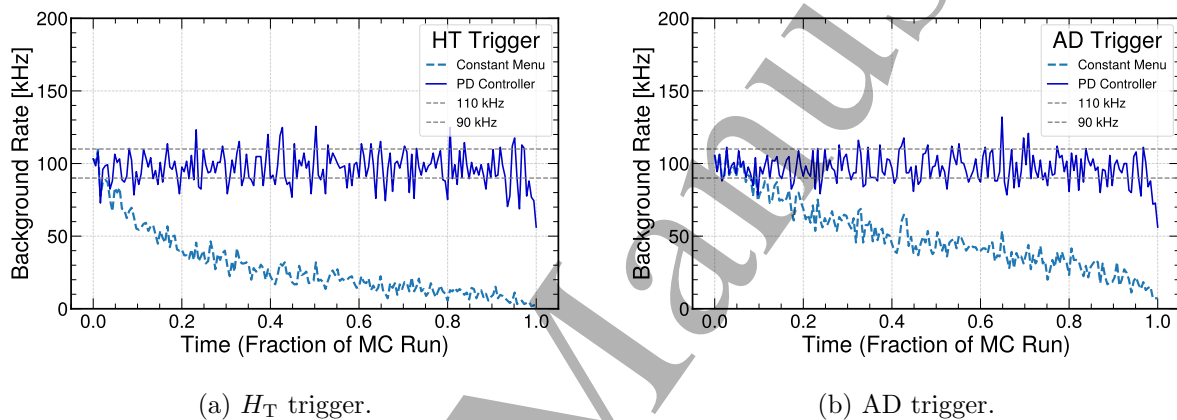 HT Trigger
Constant Menu
PD Controller
110 kHz
90 kHz
Background Rate [kHz]
200
150
100
50
0
0.0 0.2 0.4 0.6 0.8 1.0
Time (Fraction of MC Run)
(a) H_T trigger.
AD Trigger
Constant Menu
PD Controller
110 kHz
90 kHz
Background Rate [kHz]
200
150
100
50
0
0.0 0.2 0.4 0.6 0.8 1.0
Time (Fraction of MC Run)
(b) AD trigger.
Manus